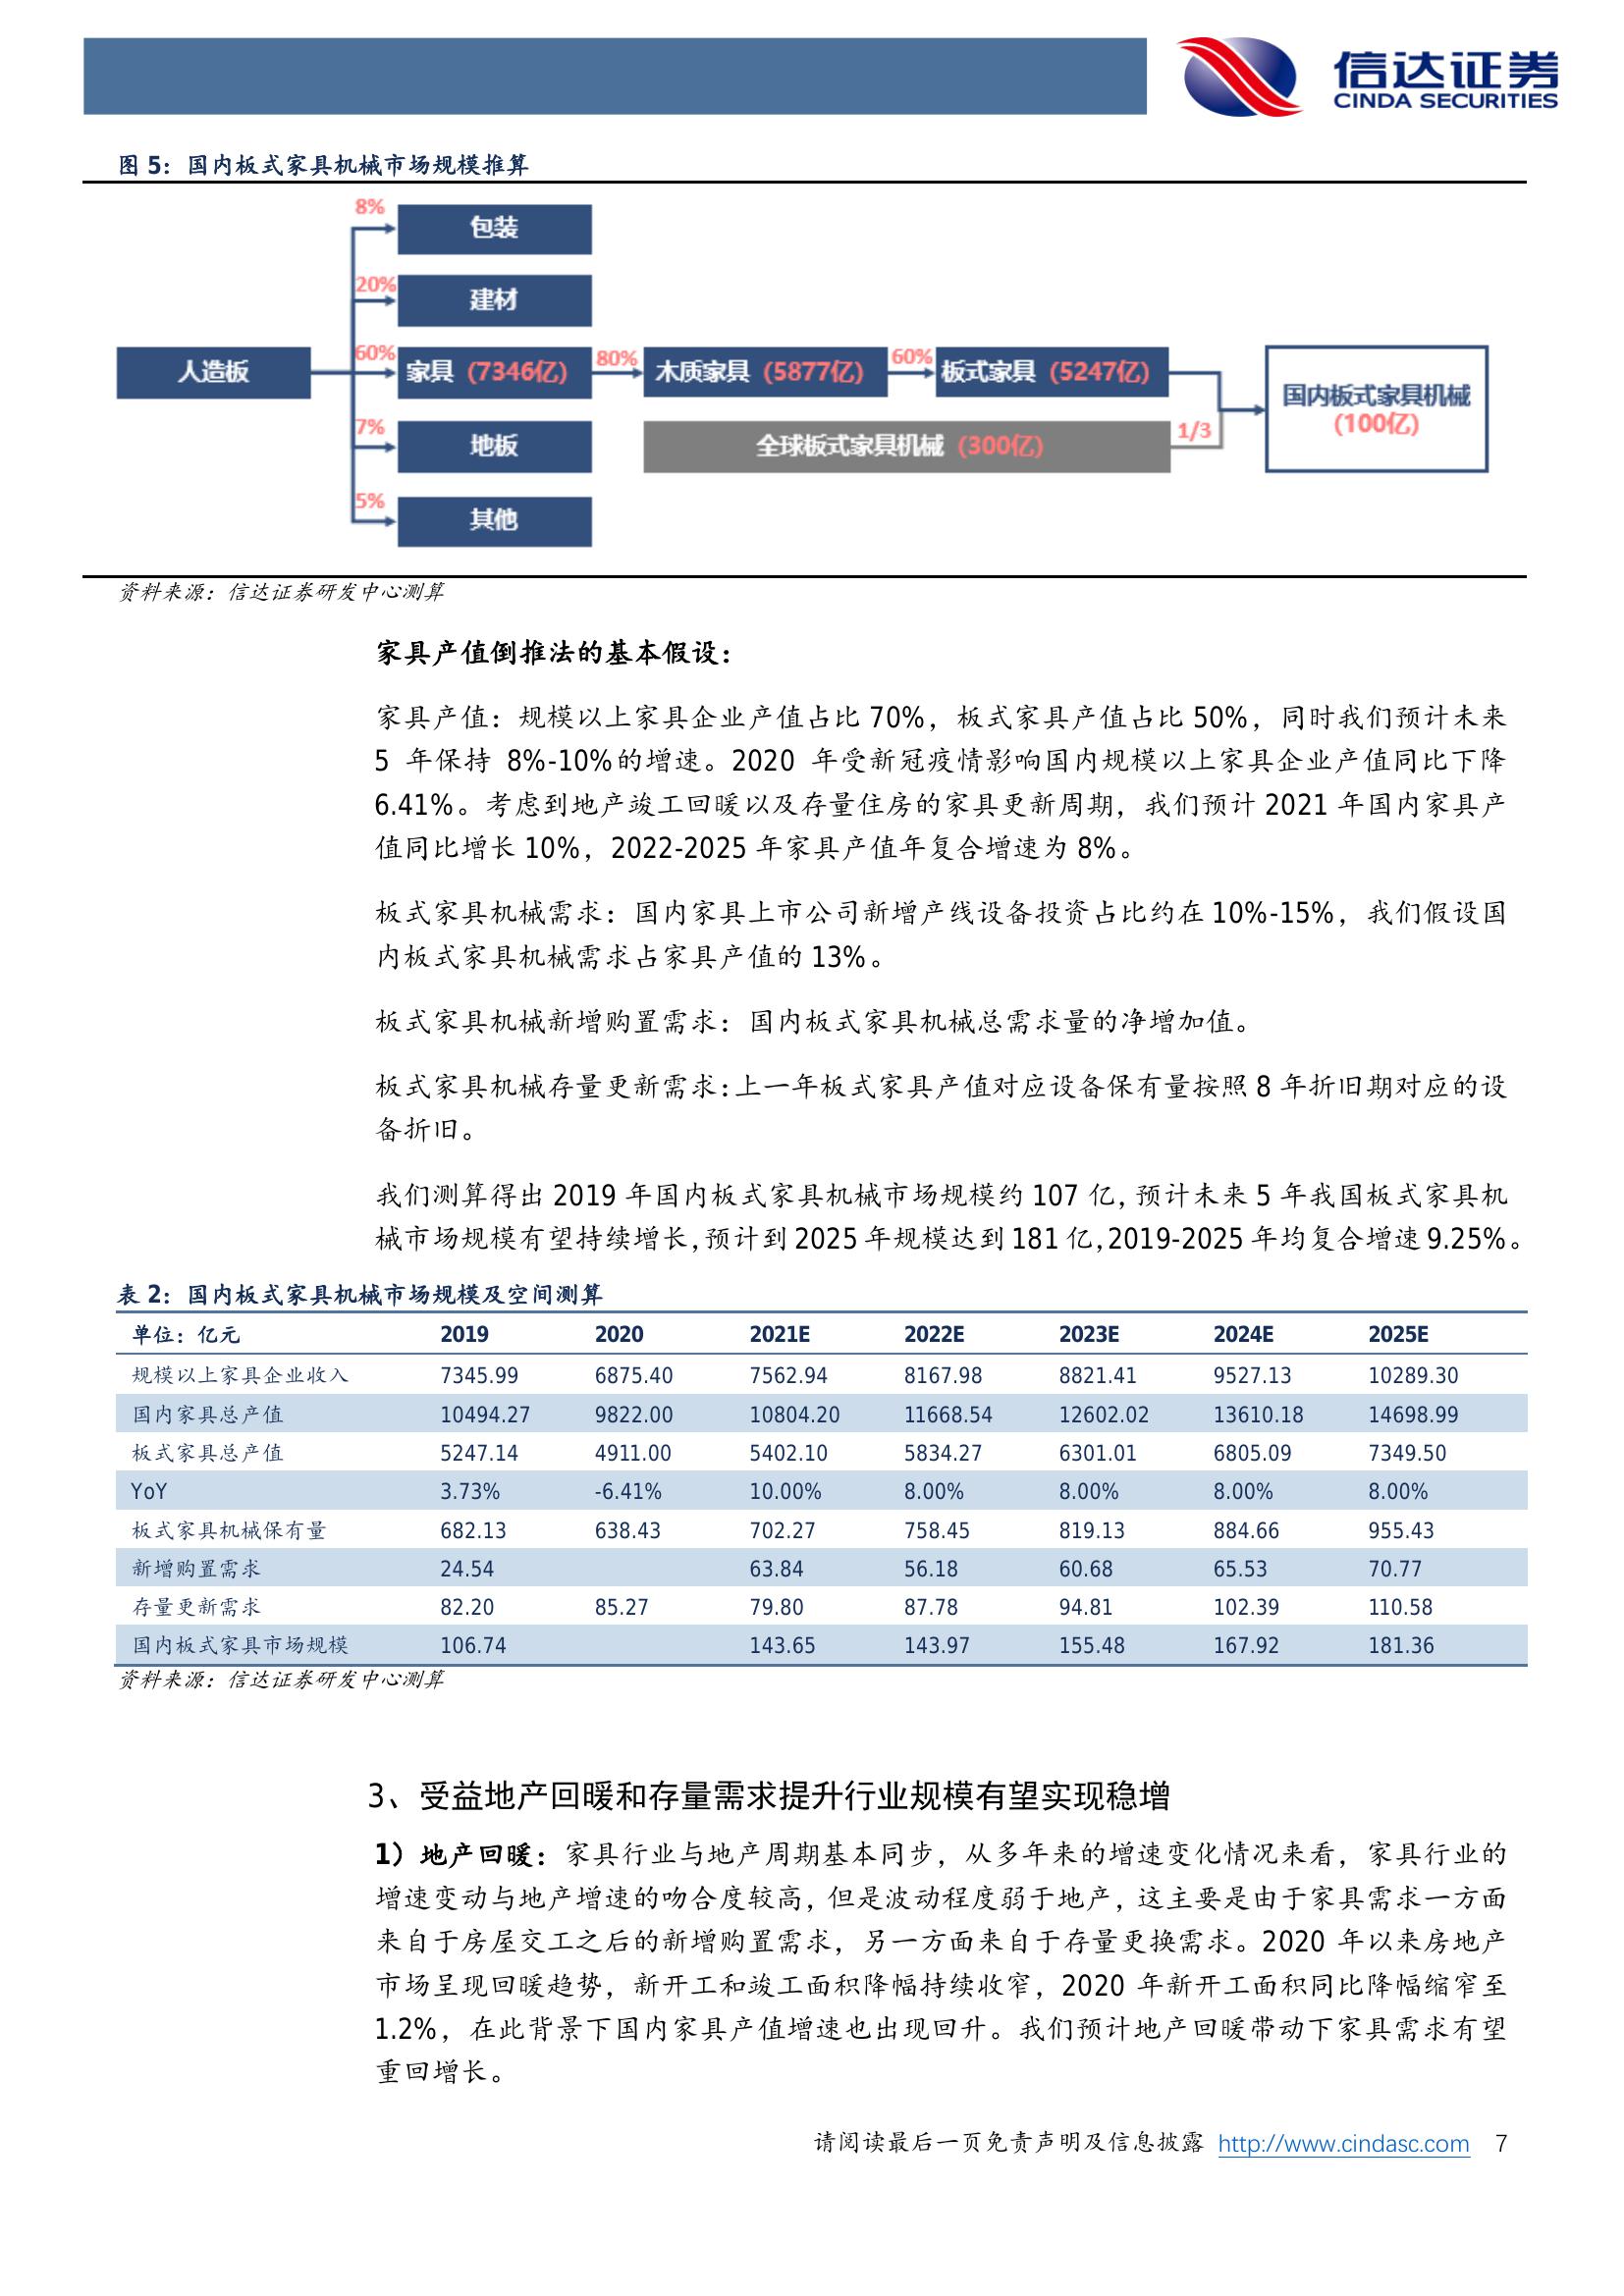 信达证券
CINDA SECURITIES
图 5：国内板式家具机械市场规模推算
8%
包装
20%
建材
人造板
60%
家具（7346亿）
80%
木质家具（5877亿）
60%
板式家具（5247亿）
国内板式家具机械
（100亿）
7%
地板
全球板式家具机械（300亿）
1/3
5%
其他
资料来源：信达证券研发中心测算
家具产值倒推法的基本假设：
家具产值：规模以上家具企业产值占比 70%，板式家具产值占比 50%，同时我们预计未来
5 年保持 8%-10%的增速。2020 年受新冠疫情影响国内规模以上家具企业产值同比下降
6.41%。考虑到地产竣工回暖以及存量住房的家具更新周期，我们预计 2021 年国内家具产
值同比增长 10%，2022-2025 年家具产值年复合增速为 8%。
板式家具机械需求：国内家具上市公司新增产线设备投资占比约在 10%-15%，我们假设国
内板式家具机械需求占家具产值的 13%。
板式家具机械新增购置需求：国内板式家具机械总需求量的净增加值。
板式家具机械存量更新需求：上一年板式家具产值对应设备保有量按照 8 年折旧期对应的设
备折旧。
我们测算得出 2019 年国内板式家具机械市场规模约 107 亿，预计未来 5 年我国板式家具机
械市场规模有望持续增长，预计到 2025 年规模达到 181 亿，2019-2025 年均复合增速 9.25%。
表 2：国内板式家具机械市场规模及空间测算
单位：亿元 2019 2020 2021E 2022E 2023E 2024E 2025E
规模以上家具企业收入 7345.99 6875.40 7562.94 8167.98 8821.41 9527.13 10289.30
国内家具总产值 10494.27 9822.00 10804.20 11668.54 12602.02 13610.18 14698.99
板式家具总产值 5247.14 4911.00 5402.10 5834.27 6301.01 6805.09 7349.50
YoY 3.73% -6.41% 10.00% 8.00% 8.00% 8.00% 8.00%
板式家具机械保有量 682.13 638.43 702.27 758.45 819.13 884.66 955.43
新增购置需求 24.54 63.84 56.18 60.68 65.53 70.77
存量更新需求 82.20 85.27 79.80 87.78 94.81 102.39 110.58
国内板式家具市场规模 106.74 143.65 143.97 155.48 167.92 181.36
资料来源：信达证券研发中心测算
3、受益地产回暖和存量需求提升行业规模有望实现稳增
1）地产回暖：家具行业与地产周期基本同步，从多年来的增速变化情况来看，家具行业的
增速变动与地产增速的吻合度较高，但是波动程度弱于地产，这主要是由于家具需求一方面
来自于房屋交工之后的新增购置需求，另一方面来自于存量更换需求。2020 年以来房地产
市场呈现回暖趋势，新开工和竣工面积降幅持续收窄，2020 年新开工面积同比降幅缩窄至
1.2%，在此背景下国内家具产值增速也出现回升。我们预计地产回暖带动下家具需求有望
重回增长。
请阅读最后一页免责声明及信息披露 http://www.cindasc.com 7